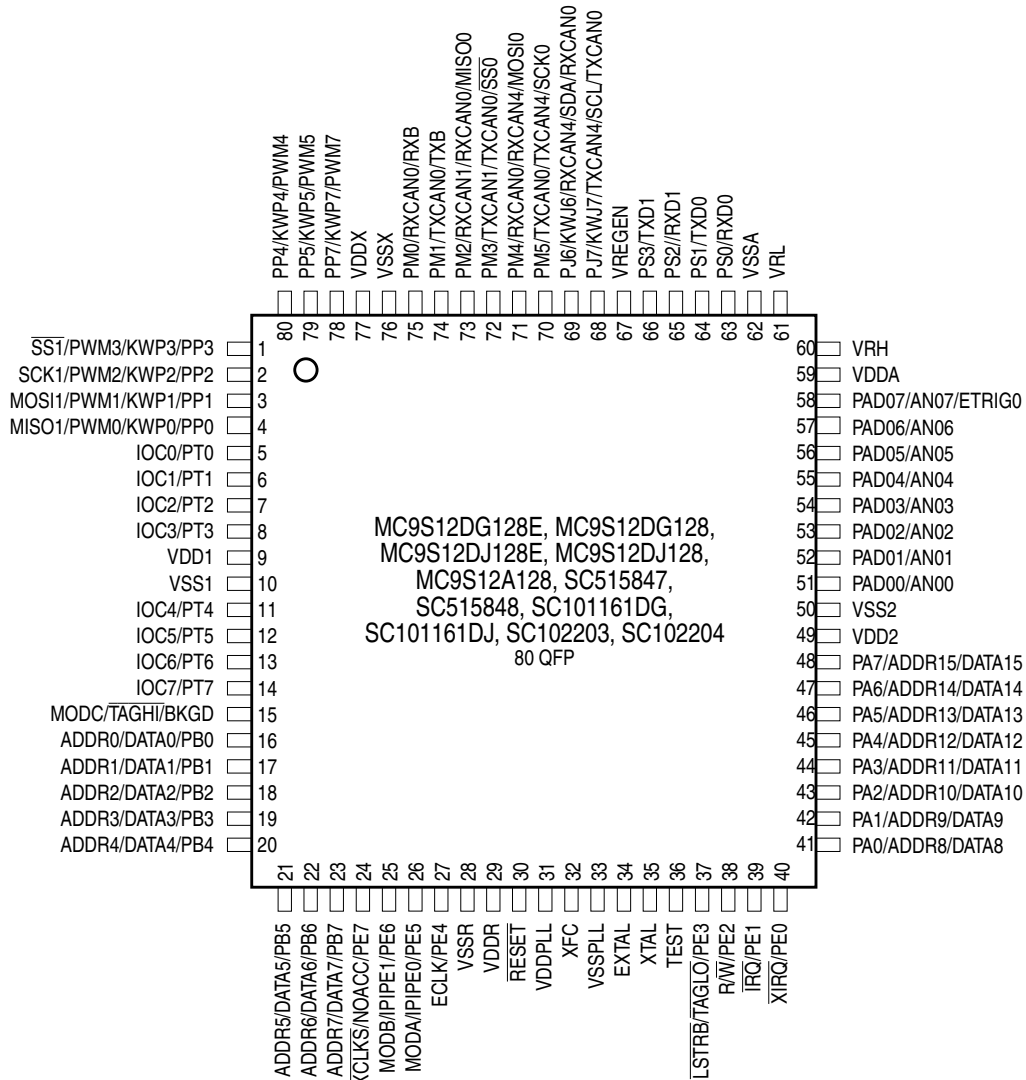 PP4/KWP4/PWM4
PP5/KWP5/PWM5
PP7/KWP7/PWM7
VDDX
VSSX
PM0/RXCAN0/RXB
PM1/TXCAN0/TXB
PM2/RXCAN1/RXCAN0/MISO0
PM3/TXCAN1/TXCAN0/SS0
PM4/RXCAN0/RXCAN4/MOSI0
PM5/TXCAN0/TXCAN4/SCK0
PJ6/KWJ6/RXCAN4/SDA/RXCAN0
PJ7/KWJ7/TXCAN4/SCL/TXCAN0
VREGEN
PS3/TXD1
PS2//RXD1
PS1/TXD0
PS0/RXD0
VSSA
VRL
80
79
78
77
76
75
74
73
72
71
70
69
68
67
66
65
64
63
62
61
SS1/PWM3/KWP3/PP3 1
SCK1/PWM2/KWP2/PP2 2
MOSI1/PWM1/KWP1/PP1 3
MISO1/PWM0/KWP0/PP0 4
IOC0/PT0 5
IOC1/PT1 6
IOC2/PT2 7
IOC3/PT3 8
VDD1 9
VSS1 10
IOC4/PT4 11
IOC5/PT5 12
IOC6/PT6 13
IOC7/PT7 14
MODC/TAGHI/BKGD 15
ADDR0/DATA0/PB0 16
ADDR1/DATA1/PB1 17
ADDR2/DATA2/PB2 18
ADDR3/DATA3/PB3 19
ADDR4/DATA4/PB4 20
MC9S12DG128E, MC9S12DG128,
MC9S12DJ128E, MC9S12DJ128,
MC9S12A128, SC515847,
SC515848, SC101161DG,
SC101161DJ, SC102203, SC102204
80 QFP
60 VRH
59 VDDA
58 PAD07/AN07/ETRIG0
57 PAD06/AN06
56 PAD05/AN05
55 PAD04/AN04
54 PAD03/AN03
53 PAD02/AN02
52 PAD01/AN01
51 PAD00/AN00
50 VSS2
49 VDD2
48 PA7/ADDR15/DATA15
47 PA6/ADDR14/DATA14
46 PA5/ADDR13/DATA13
45 PA4/ADDR12/DATA12
44 PA3/ADDR11/DATA11
43 PA2/ADDR10/DATA10
42 PA1/ADDR9/DATA9
41 PA0/ADDR8/DATA8
21
22
23
24
25
26
27
28
29
30
31
32
33
34
35
36
37
38
39
40
ADDR5/DATA5/PB5
ADDR6/DATA6/PB6
ADDR7/DATA7/PB7
XCLKS/NOACC/PE7
MODB/IPIPE1/PE6
MODA/IPIPE0/PE5
ECLK/PE4
VSSR
VDDR
RESET
VDDPLL
XFC
VSSPLL
EXTAL
XTAL
TEST
LSTRB/TAGLO/PE3
R/W/PE2
IRQ/PE1
XIRQ/PE0